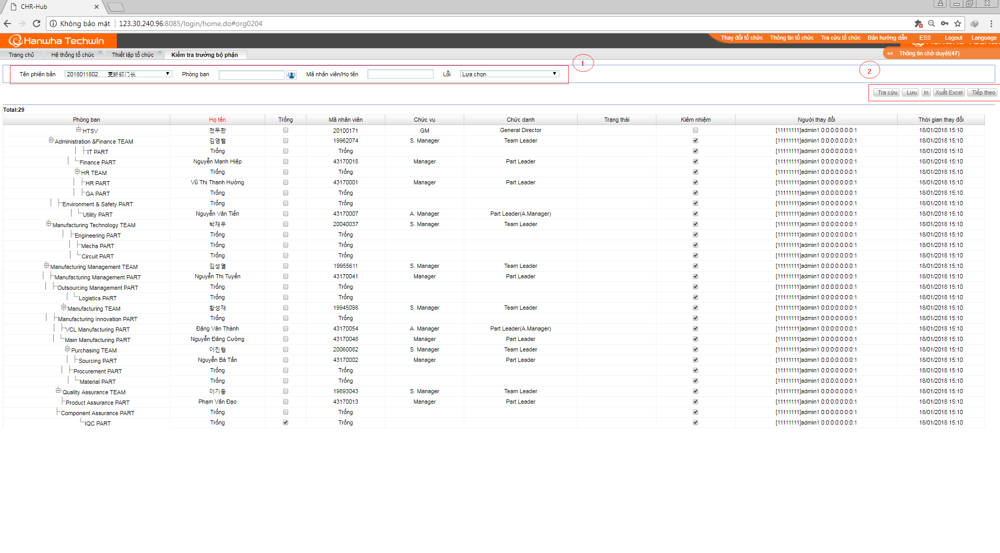 CHR-Hub
Không bảo mật 123.30.240.96:8085/login/home.do#org0204
Hanwha Techwin Thay đổi tổ chức Thông tin tổ chức Tra cứu tổ chức Bản hướng dẫn ESS Logout Language
Trang chủ Hệ thống tổ chức Thiết lập tổ chức Kiểm tra trưởng bộ phận << Thông tin chờ duyệt(47)
1
2
Tên phiên bản 2018011802 更新部门长 Phòng ban Mã nhân viên/Họ tên Lỗi Lựa chọn
Tra cứu Lưu In Xuất Excel Tiếp theo
Total:29
Phòng ban Họ tên Trống Mã nhân viên Chức vụ Chức danh Trạng thái Kiêm nhiệm Người thay đổi Thời gian thay đổi
HTSV 천두환 20100171 GM General Director [11111111]admin1 0:0:0:0:0:0:0:1 18/01/2018 15:10
Administration &Finance TEAM 김영철 19962074 S. Manager Team Leader [11111111]admin1 0:0:0:0:0:0:0:1 18/01/2018 15:10
IT PART Trống Trống [11111111]admin1 0:0:0:0:0:0:0:1 18/01/2018 15:10
Finance PART Nguyễn Mạnh Hiệp 43170018 Manager Part Leader [11111111]admin1 0:0:0:0:0:0:0:1 18/01/2018 15:10
HR TEAM Trống Trống [11111111]admin1 0:0:0:0:0:0:0:1 18/01/2018 15:10
HR PART Vũ Thị Thanh Hường 43170001 Manager Part Leader [11111111]admin1 0:0:0:0:0:0:0:1 18/01/2018 15:10
GA PART Trống Trống [11111111]admin1 0:0:0:0:0:0:0:1 18/01/2018 15:10
Environment & Safety PART Trống Trống [11111111]admin1 0:0:0:0:0:0:0:1 18/01/2018 15:10
Utility PART Nguyễn Văn Tiến 43170007 A. Manager Part Leader(A.Manager) [11111111]admin1 0:0:0:0:0:0:0:1 18/01/2018 15:10
Manufacturing Technology TEAM 박재우 20040037 S. Manager Team Leader [11111111]admin1 0:0:0:0:0:0:0:1 18/01/2018 15:10
Engineering PART Trống Trống [11111111]admin1 0:0:0:0:0:0:0:1 18/01/2018 15:10
Mecha PART Trống Trống [11111111]admin1 0:0:0:0:0:0:0:1 18/01/2018 15:10
Circuit PART Trống Trống [11111111]admin1 0:0:0:0:0:0:0:1 18/01/2018 15:10
Manufacturing Management TEAM 김성열 19955611 S. Manager Team Leader [11111111]admin1 0:0:0:0:0:0:0:1 18/01/2018 15:10
Manufacturing Management PART Nguyễn Thị Tuyến 43170041 Manager Part Leader [11111111]admin1 0:0:0:0:0:0:0:1 18/01/2018 15:10
Outsourcing Management PART Trống Trống [11111111]admin1 0:0:0:0:0:0:0:1 18/01/2018 15:10
Logistics PART Trống Trống [11111111]admin1 0:0:0:0:0:0:0:1 18/01/2018 15:10
Manufacturing TEAM 황성재 19945098 S. Manager Team Leader [11111111]admin1 0:0:0:0:0:0:0:1 18/01/2018 15:10
Manufacturing Innovation PART Trống Trống [11111111]admin1 0:0:0:0:0:0:0:1 18/01/2018 15:10
VCL Manufacturing PART Đặng Văn Thành 43170054 A. Manager Part Leader(A.Manager) [11111111]admin1 0:0:0:0:0:0:0:1 18/01/2018 15:10
Main Manufacturing PART Nguyễn Đăng Cường 43170048 Manager Part Leader [11111111]admin1 0:0:0:0:0:0:0:1 18/01/2018 15:10
Purchasing TEAM 이진형 20060082 S. Manager Team Leader [11111111]admin1 0:0:0:0:0:0:0:1 18/01/2018 15:10
Sourcing PART Nguyễn Bá Tấn 43170002 Manager Part Leader [11111111]admin1 0:0:0:0:0:0:0:1 18/01/2018 15:10
Procurement PART Trống Trống [11111111]admin1 0:0:0:0:0:0:0:1 18/01/2018 15:10
Material PART Trống Trống [11111111]admin1 0:0:0:0:0:0:0:1 18/01/2018 15:10
Quality Assurance TEAM 이기동 19893043 S. Manager Team Leader [11111111]admin1 0:0:0:0:0:0:0:1 18/01/2018 15:10
Product Assurance PART Phạm Văn Đạo 43170013 Manager Part Leader [11111111]admin1 0:0:0:0:0:0:0:1 18/01/2018 15:10
Component Assurance PART Trống Trống [11111111]admin1 0:0:0:0:0:0:0:1 18/01/2018 15:10
IQC PART Trống Trống [11111111]admin1 0:0:0:0:0:0:0:1 18/01/2018 15:10